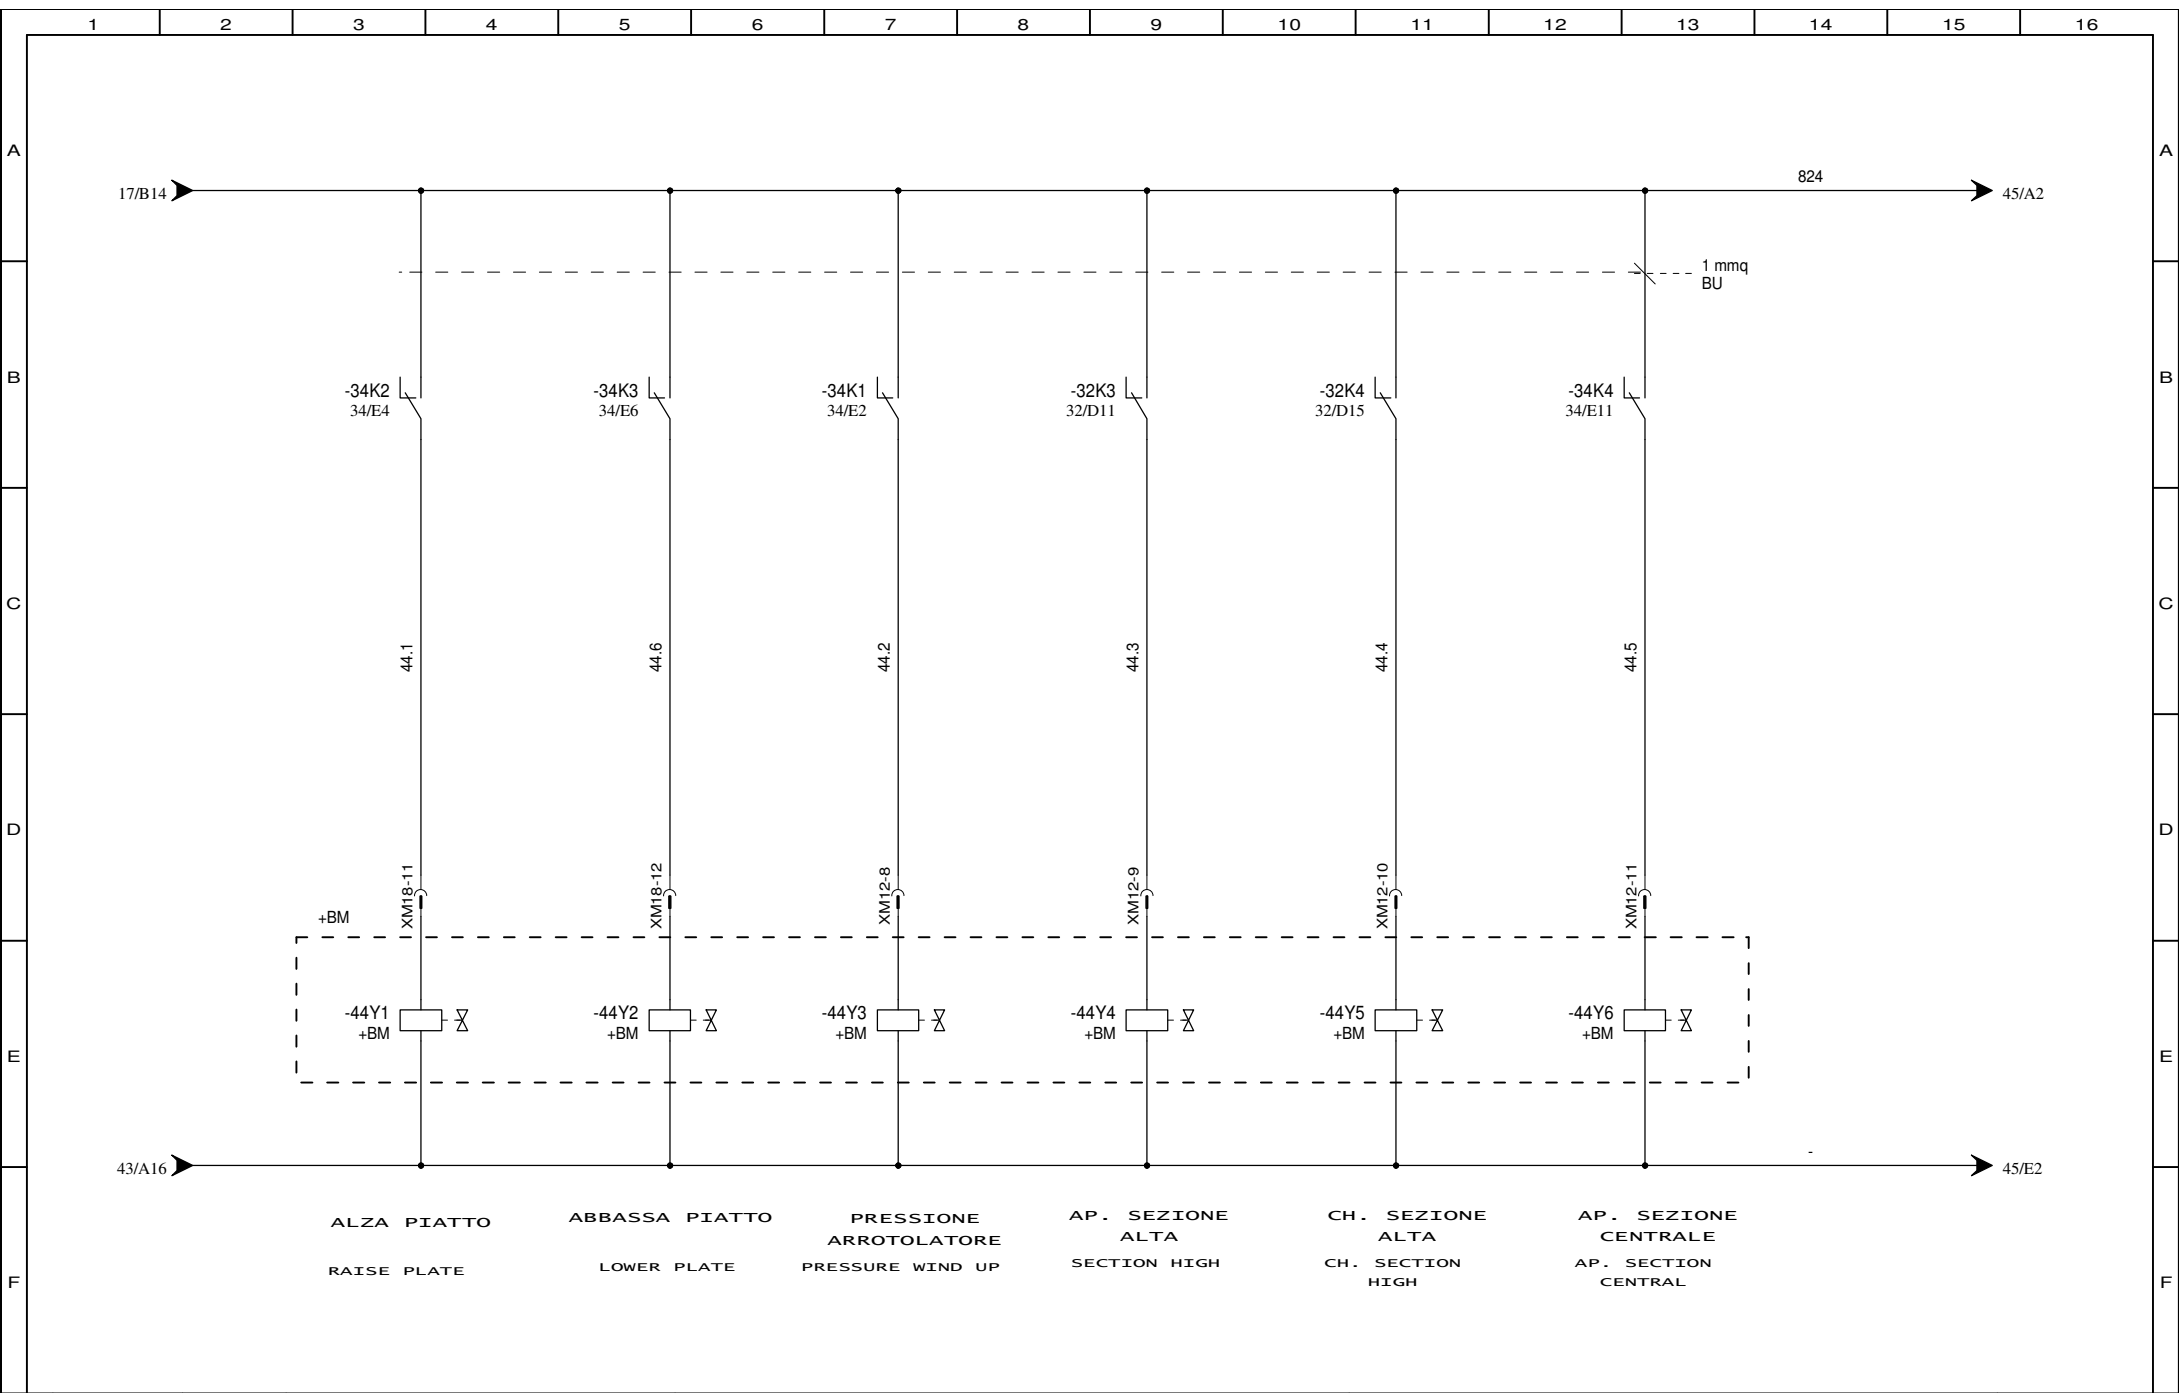 1 2 3 4 5 6 7 8 9 10 11 12 13 14 15 16
A A
17/B14 824 45/A2
1 mmq
BU
B B
-34K2 -34K3 -34K1 -32K3 -32K4 -34K4
34/E4 34/E6 34/E2 32/D11 32/D15 34/E11
C C
44.1 44.6 44.2 44.3 44.4 44.5
D D
XM18-11 XM18-12 XM12-8 XM12-9 XM12-10 XM12-11
+BM
-44Y1 -44Y2 -44Y3 -44Y4 -44Y5 -44Y6
+BM +BM +BM +BM +BM +BM
E E
43/A16 - 45/E2
ALZA PIATTO ABBASSA PIATTO PRESSIONE AP. SEZIONE CH. SEZIONE AP. SEZIONE
ARROTOLATORE ALTA ALTA CENTRALE
RAISE PLATE LOWER PLATE PRESSURE WIND UP SECTION HIGH CH. SECTION AP. SECTION
HIGH CENTRAL
F F